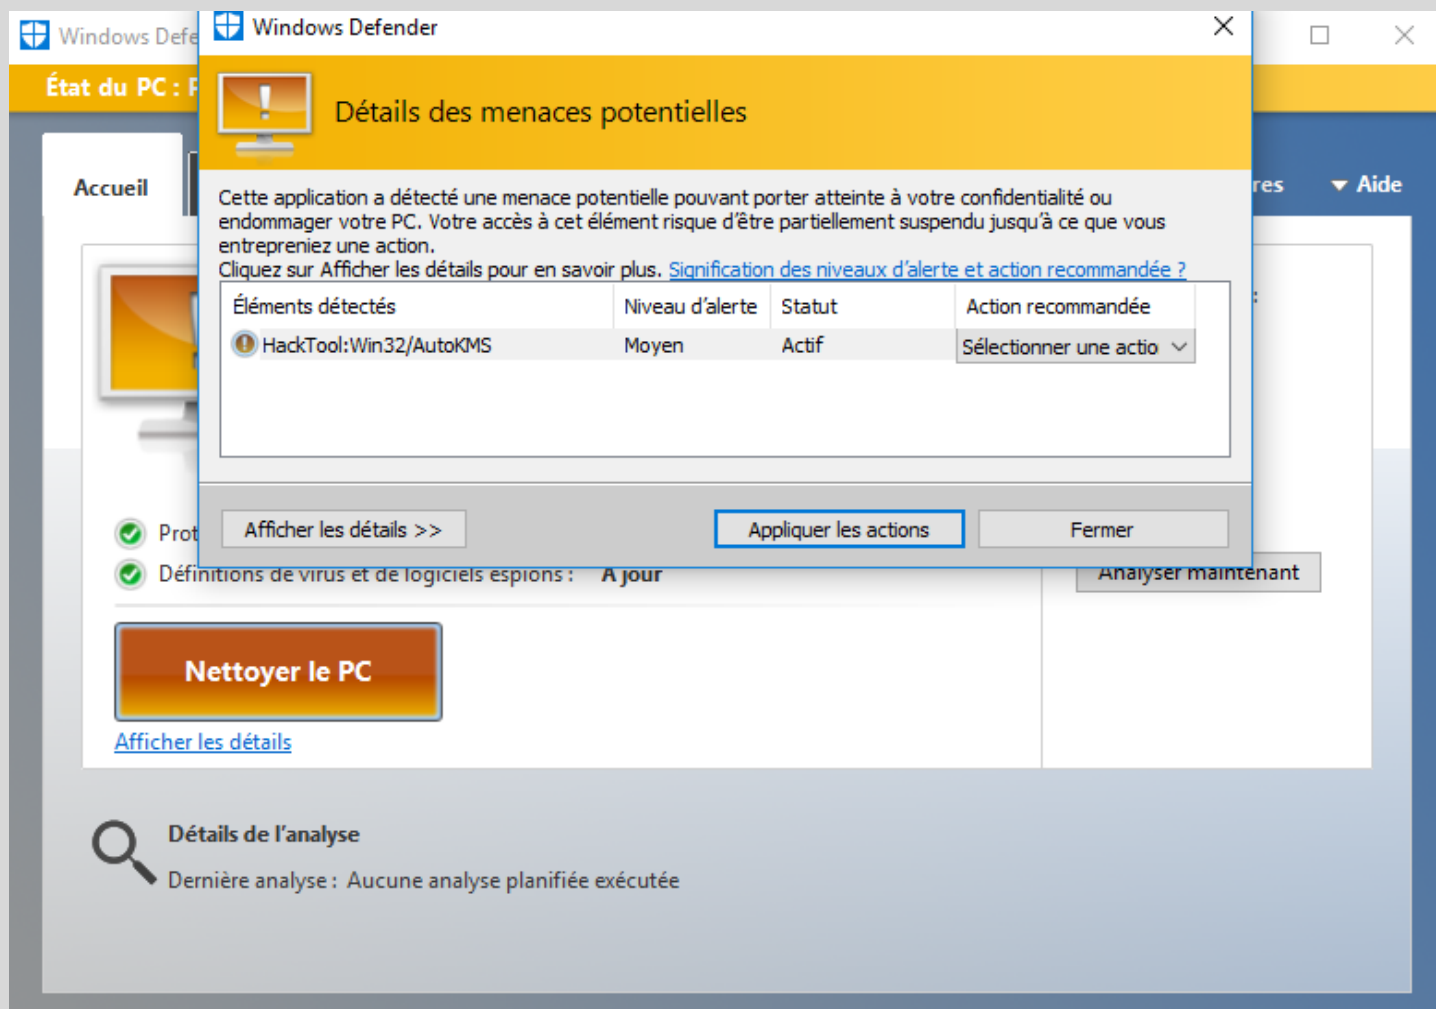 Windows Defe
Windows Defender
État du PC :
Détails des menaces potentielles
Accueil
res
Aide
Cette application a détecté une menace potentielle pouvant porter atteinte à votre confidentialité ou
endommager votre PC. Votre accès à cet élément risque d'être partiellement suspendu jusqu'à ce que vous
entrepreniez une action.
Cliquez sur Afficher les détails pour en savoir plus. Signification des niveaux d'alerte et action recommandée ?
Éléments détectés Niveau d'alerte Statut Action recommandée
HackTool:Win32/AutoKMS Moyen Actif Sélectionner une actio
Afficher les détails >> Appliquer les actions Fermer
Prot
Définitions de virus et de logiciels espions : À jour
Analyser maintenant
Nettoyer le PC
Afficher les détails
Détails de l'analyse
Dernière analyse : Aucune analyse planifiée exécutée